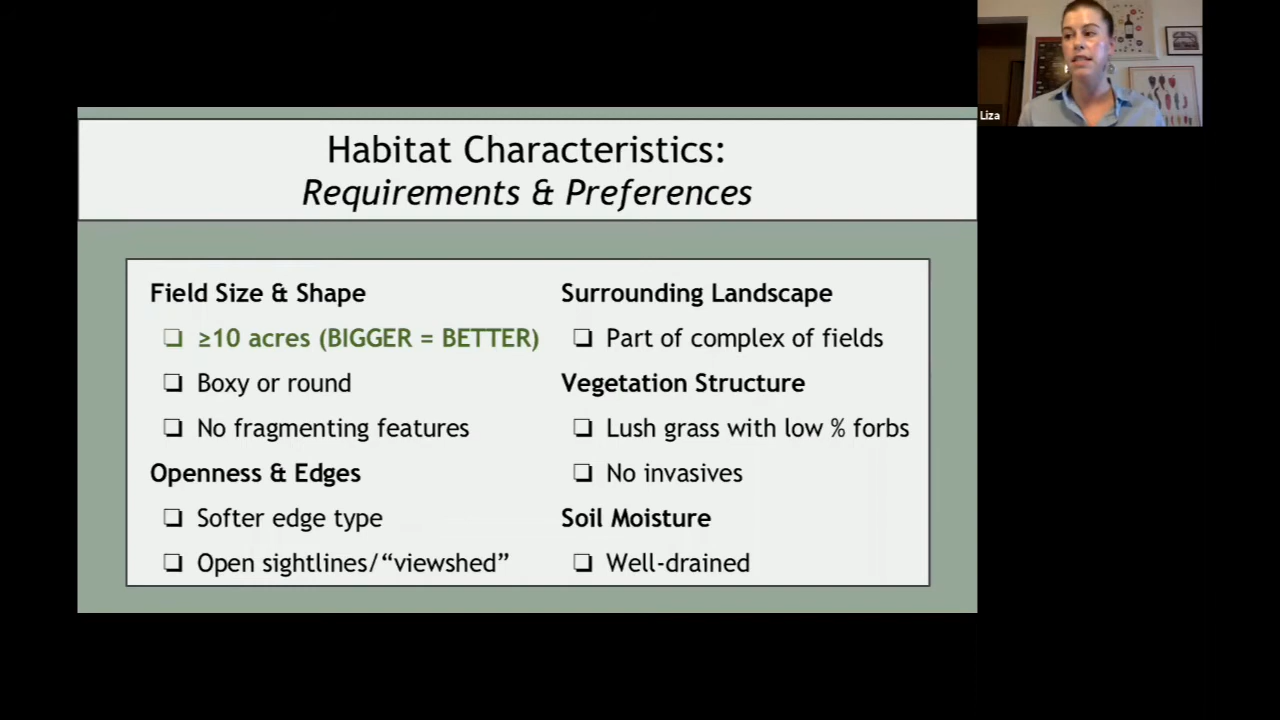 Habitat Characteristics:
Requirements & Preferences
Field Size & Shape
❏ ≥10 acres (BIGGER = BETTER)
❏ Boxy or round
❏ No fragmenting features
Openness & Edges
❏ Softer edge type
❏ Open sightlines/“viewshed”
Surrounding Landscape
❏ Part of complex of fields
Vegetation Structure
❏ Lush grass with low % forbs
❏ No invasives
Soil Moisture
❏ Well-drained
Liza